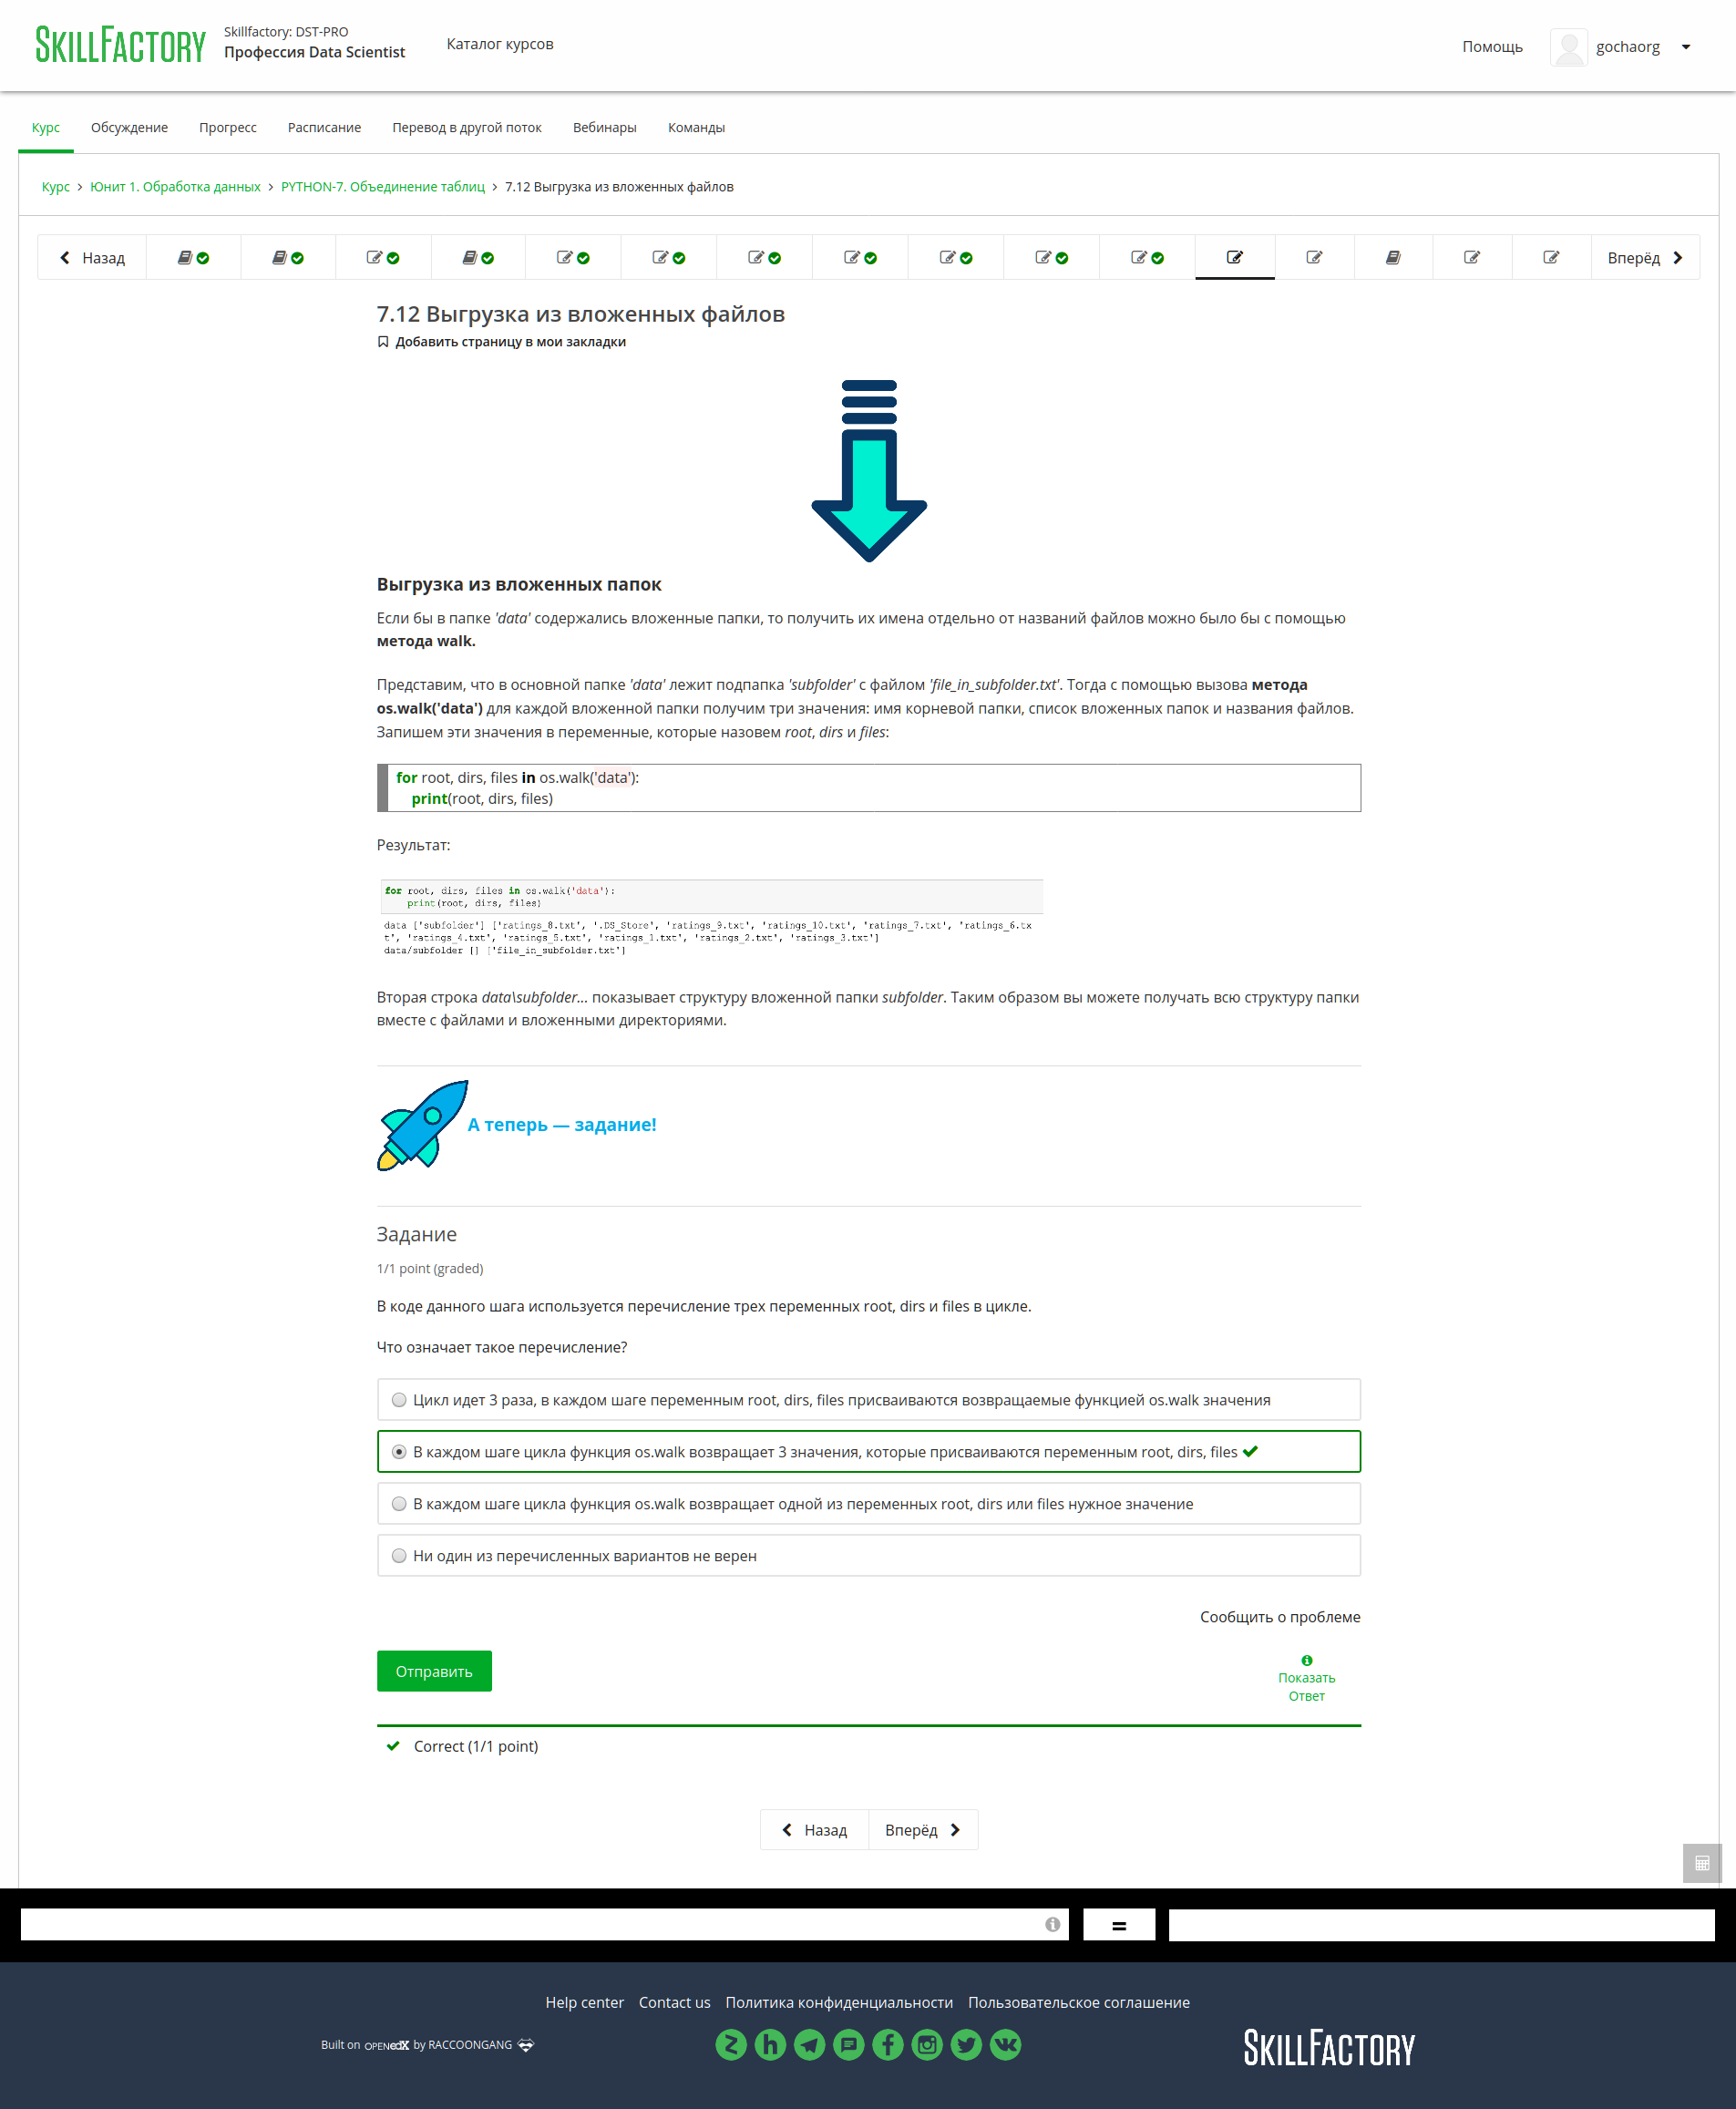 SKILLFACTORY
Skillfactory: DST-PRO
Профессия Data Scientist
Каталог курсов
Помощь
gochaorg
Курс
Обсуждение
Прогресс
Расписание
Перевод в другой поток
Вебинары
Команды
Курс > Юнит 1. Обработка данных > PYTHON-7. Объединение таблиц > 7.12 Выгрузка из вложенных файлов
Назад
Вперёд
7.12 Выгрузка из вложенных файлов
Добавить страницу в мои закладки
Выгрузка из вложенных папок
Если бы в папке 'data' содержались вложенные папки, то получить их имена отдельно от названий файлов можно было бы с помощью
метода walk.
Представим, что в основной папке 'data' лежит подпапка 'subfolder' с файлом 'file_in_subfolder.txt'. Тогда с помощью вызова метода
os.walk('data') для каждой вложенной папки получим три значения: имя корневой папки, список вложенных папок и названия файлов.
Запишем эти значения в переменные, которые назовем root, dirs и files:
for root, dirs, files in os.walk('data'):
print(root, dirs, files)
Результат:
for root, dirs, files in os.walk('data'):
print(root, dirs, files)
data ['subfolder'] ['ratings_8.txt', '.DS_Store', 'ratings_9.txt', 'ratings_10.txt', 'ratings_7.txt', 'ratings_6.tx
t', 'ratings_4.txt', 'ratings_5.txt', 'ratings_1.txt', 'ratings_2.txt', 'ratings_3.txt']
data/subfolder [] ['file_in_subfolder.txt']
Вторая строка data\subfolder... показывает структуру вложенной папки subfolder. Таким образом вы можете получать всю структуру папки
вместе с файлами и вложенными директориями.
А теперь — задание!
Задание
1/1 point (graded)
В коде данного шага используется перечисление трех переменных root, dirs и files в цикле.
Что означает такое перечисление?
Цикл идет 3 раза, в каждом шаге переменным root, dirs, files присваиваются возвращаемые функцией os.walk значения
В каждом шаге цикла функция os.walk возвращает 3 значения, которые присваиваются переменным root, dirs, files
В каждом шаге цикла функция os.walk возвращает одной из переменных root, dirs или files нужное значение
Ни один из перечисленных вариантов не верен
Сообщить о проблеме
Отправить
Показать
Ответ
Correct (1/1 point)
Назад
Вперёд
=
Help center
Contact us
Политика конфиденциальности
Пользовательское соглашение
Built on OPENedX by RACCOONGANG
SKILLFACTORY